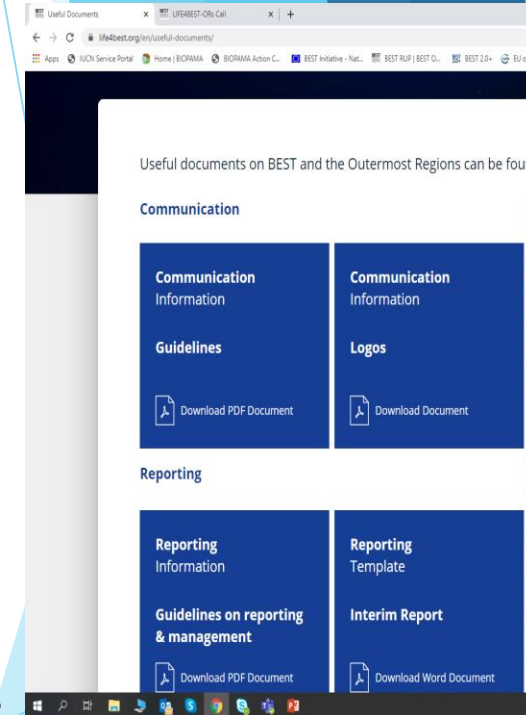 Useful Documents
LIFE4BEST-ORs Call
life4best.org/en/useful-documents/
Apps IUCN Service Portal Home | BIOPAMA BIOPAMA Action C... BEST Initiative - Nat... BEST RUP | BEST O... BEST 2.0+ EU o
Useful documents on BEST and the Outermost Regions can be fou
Communication
Communication
Information
Guidelines
Download PDF Document
Communication
Information
Logos
Download Document
Reporting
Reporting
Information
Guidelines on reporting
& management
Download PDF Document
Reporting
Template
Interim Report
Download Word Document